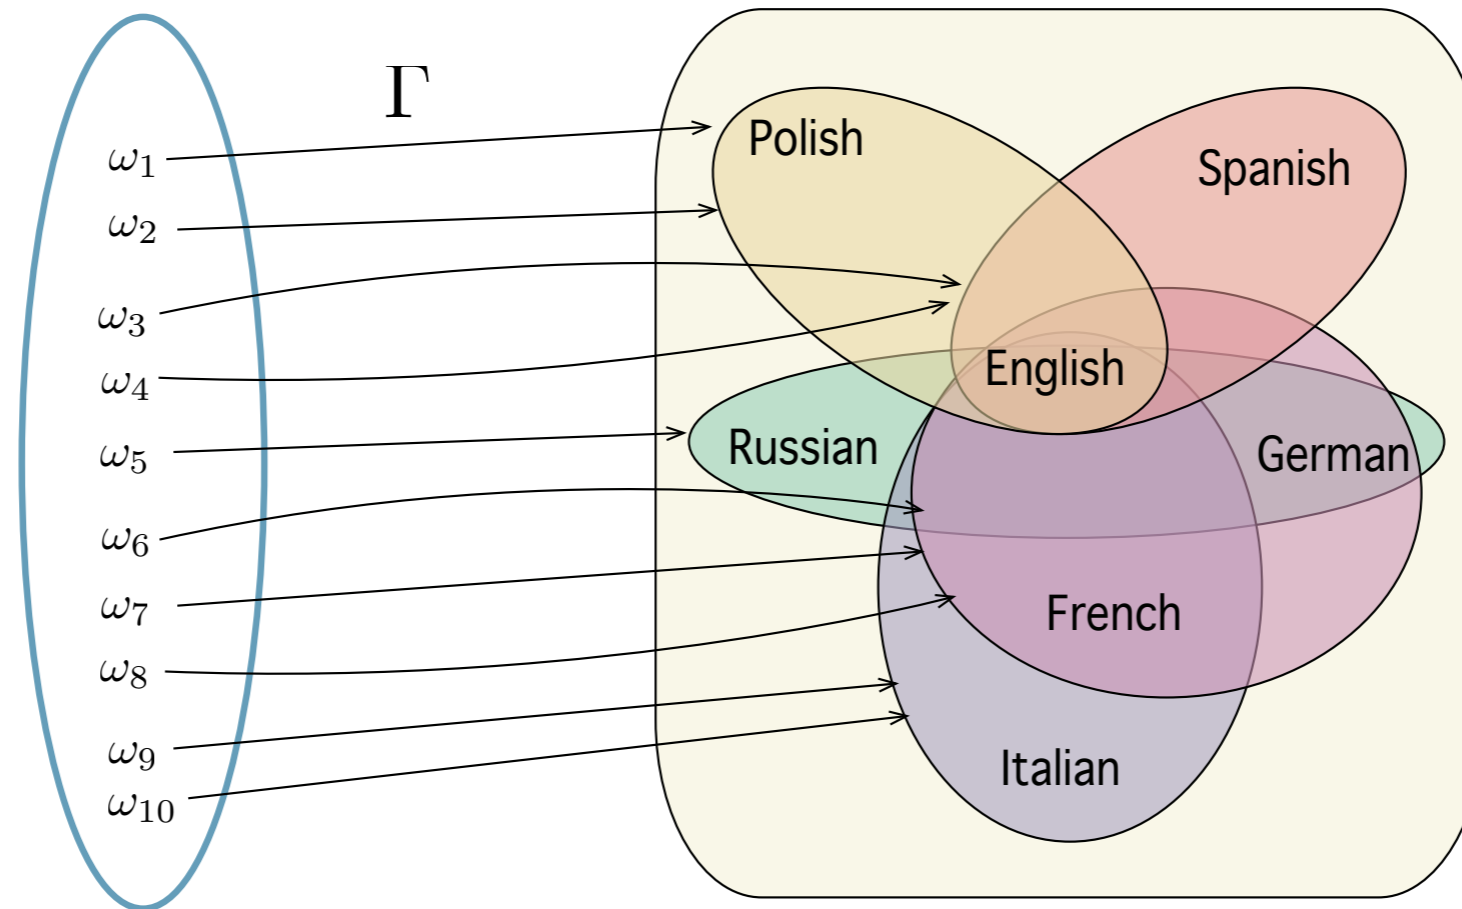 Γ
ω1
ω2
ω3
ω4
ω5
ω6
ω7
ω8
ω9
ω10
Polish
Spanish
English
Russian
German
French
Italian